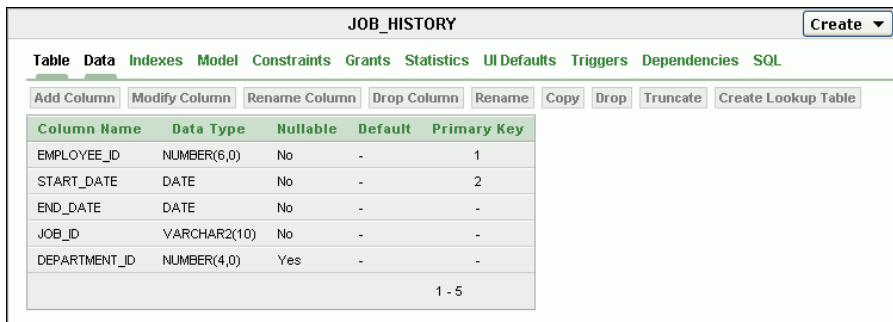 JOB_HISTORY
Create ▼
Table Data Indexes Model Constraints Grants Statistics UI Defaults Triggers Dependencies SQL
Add Column Modify Column Rename Column Drop Column Rename Copy Drop Truncate Create Lookup Table
Column Name Data Type Nullable Default Primary Key
EMPLOYEE_ID NUMBER(6,0) No - 1
START_DATE DATE No - 2
END_DATE DATE No - -
JOB_ID VARCHAR2(10) No - -
DEPARTMENT_ID NUMBER(4,0) Yes - -
1 - 5